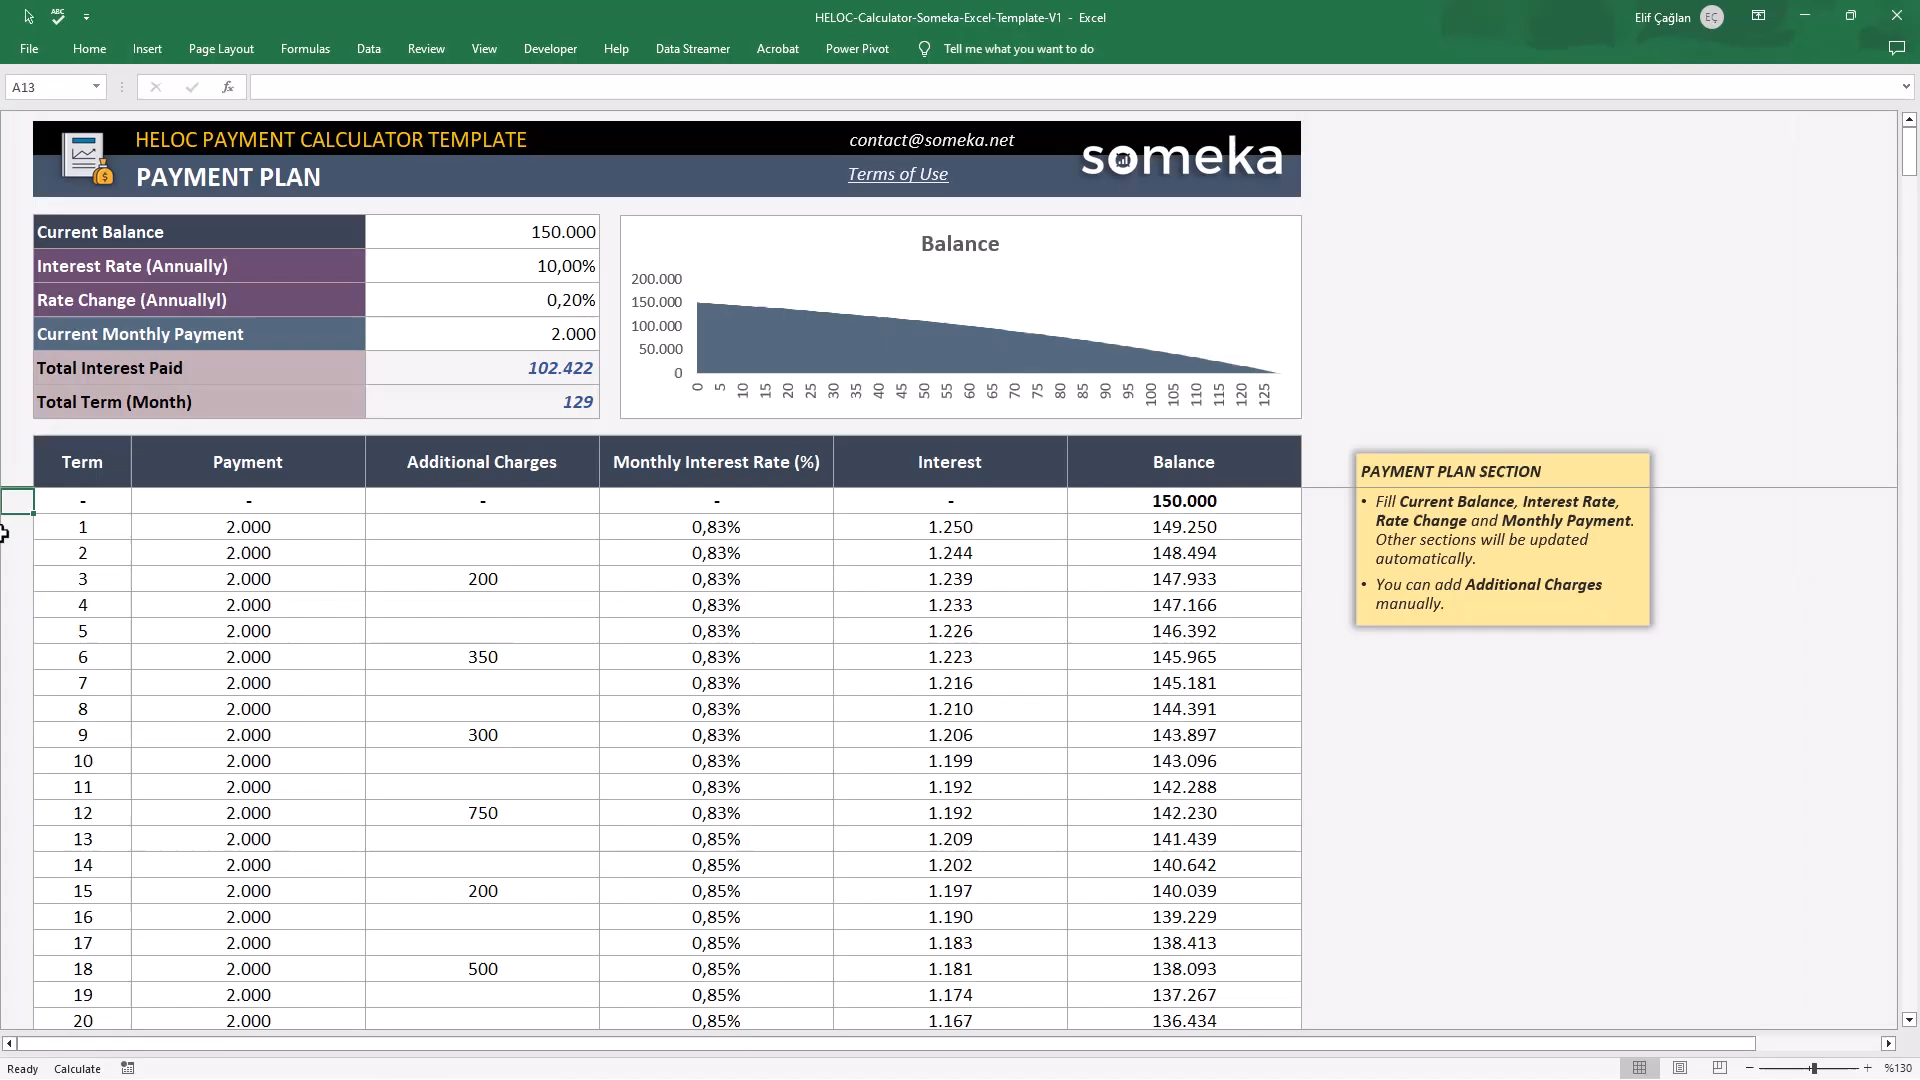 ABC
HELOC-Calculator-Someka-Excel-Template-V1 - Excel
Elif Çağlan EÇ
File Home Insert Page Layout Formulas Data Review View Developer Help Data Streamer Acrobat Power Pivot Tell me what you want to do
A13 fx
HELOC PAYMENT CALCULATOR TEMPLATE
PAYMENT PLAN
contact@someka.net
Terms of Use
someka
Current Balance 150.000
Interest Rate (Annually) 10,00%
Rate Change (Annuallyl) 0,20%
Current Monthly Payment 2.000
Total Interest Paid 102.422
Total Term (Month) 129
Balance
200.000
150.000
100.000
50.000
0
0 5 10 15 20 25 30 35 40 45 50 55 60 65 70 75 80 85 90 95 100 105 110 115 120 125
Term Payment Additional Charges Monthly Interest Rate (%) Interest Balance
- - - - - 150.000
1 2.000 0,83% 1.250 149.250
2 2.000 0,83% 1.244 148.494
3 2.000 200 0,83% 1.239 147.933
4 2.000 0,83% 1.233 147.166
5 2.000 0,83% 1.226 146.392
6 2.000 350 0,83% 1.223 145.965
7 2.000 0,83% 1.216 145.181
8 2.000 0,83% 1.210 144.391
9 2.000 300 0,83% 1.206 143.897
10 2.000 0,83% 1.199 143.096
11 2.000 0,83% 1.192 142.288
12 2.000 750 0,83% 1.192 142.230
13 2.000 0,85% 1.209 141.439
14 2.000 0,85% 1.202 140.642
15 2.000 200 0,85% 1.197 140.039
16 2.000 0,85% 1.190 139.229
17 2.000 0,85% 1.183 138.413
18 2.000 500 0,85% 1.181 138.093
19 2.000 0,85% 1.174 137.267
20 2.000 0,85% 1.167 136.434
PAYMENT PLAN SECTION
• Fill Current Balance, Interest Rate,
Rate Change and Monthly Payment.
Other sections will be updated
automatically.
• You can add Additional Charges
manually.
Ready Calculate
%130